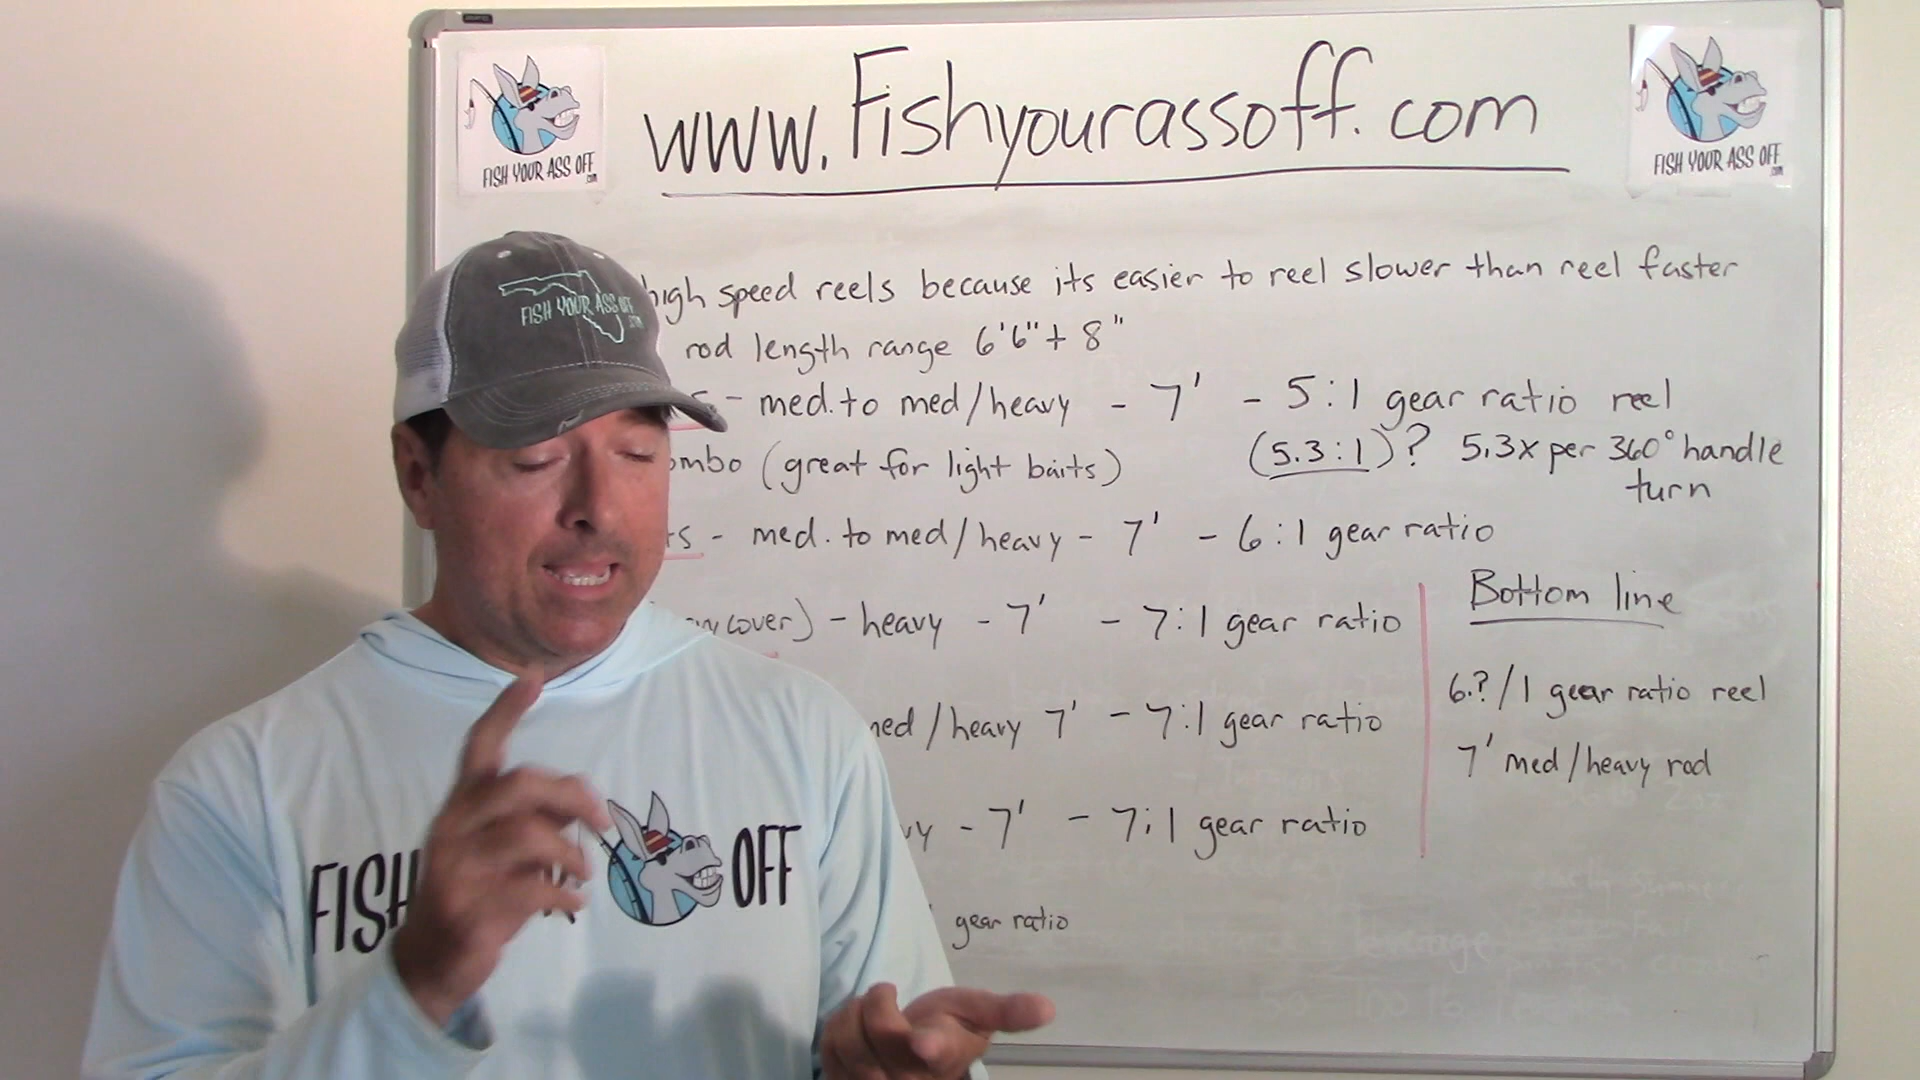 www.Fishyourassoff.com
FISH YOUR ASS OFF
.com
FISH YOUR ASS OFF
.com
high speed reels because its easier to reel slower than reel faster
rod length range 6'6"+ 8"
- med. to med/heavy - 7' - 5:1 gear ratio reel
ombo (great for light baits) (5.3:1)? 5.3x per 360° handle
turn
ts - med. to med/heavy - 7' - 6:1 gear ratio
cover) - heavy - 7' - 7:1 gear ratio
med/heavy 7' - 7:1 gear ratio
vy - 7' - 7:1 gear ratio
gear ratio
Bottom line
6.?/1 gear ratio reel
7' med/heavy rod
FISH YOUR ASS OFF
.com
FISH
OFF